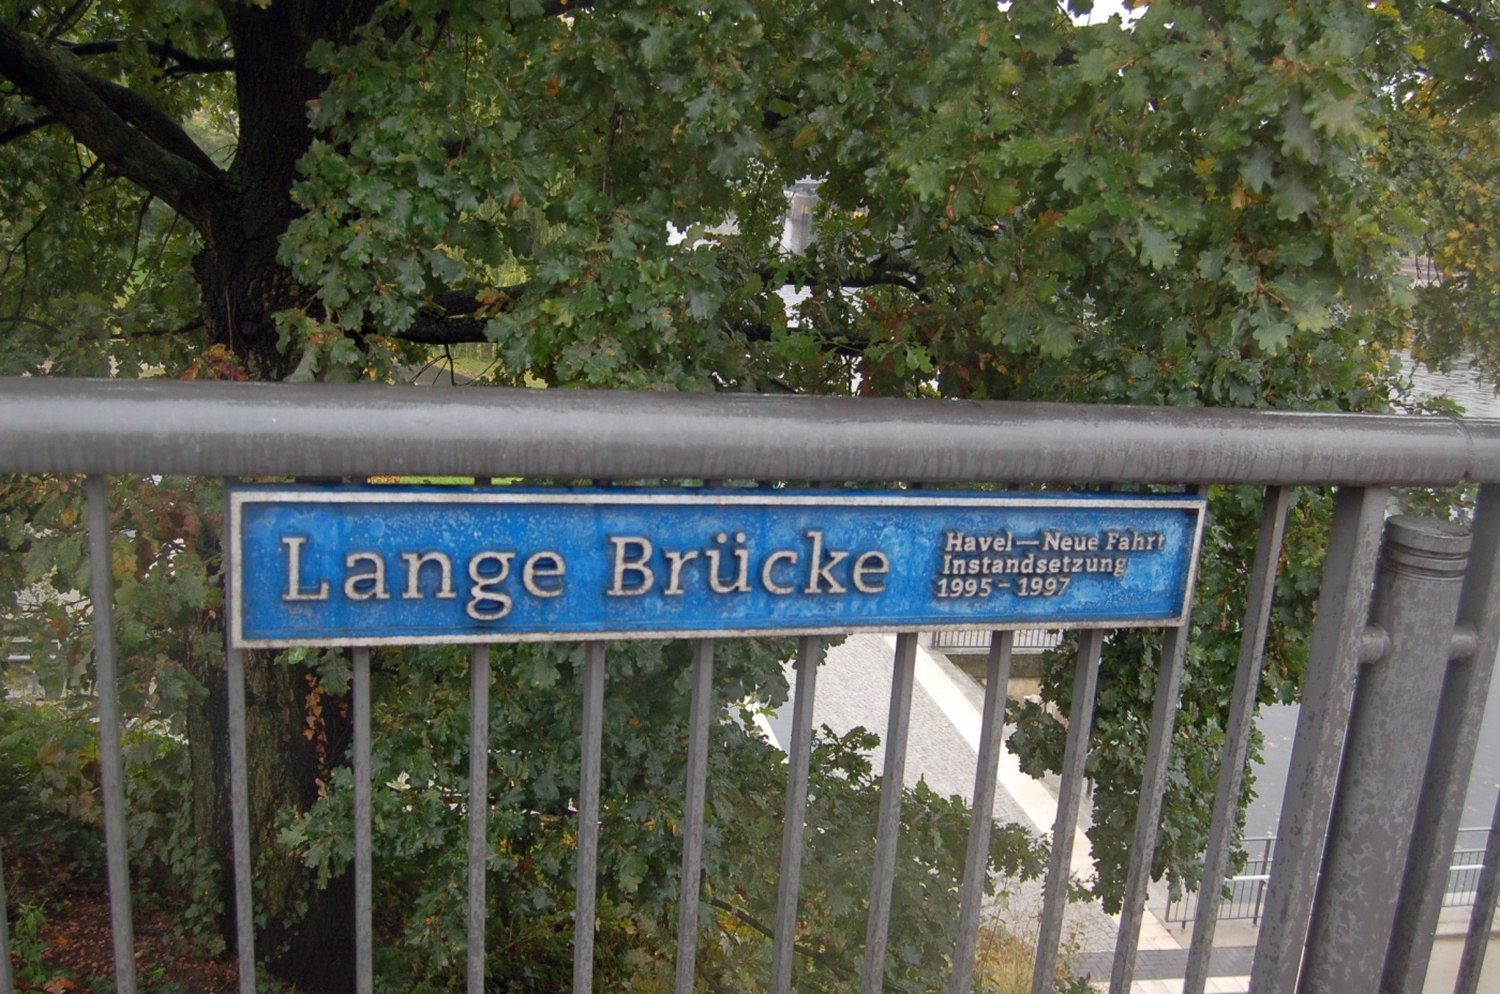 Lange Brücke
Havel—Neue Fahrt
Instandsetzung
1995–1997